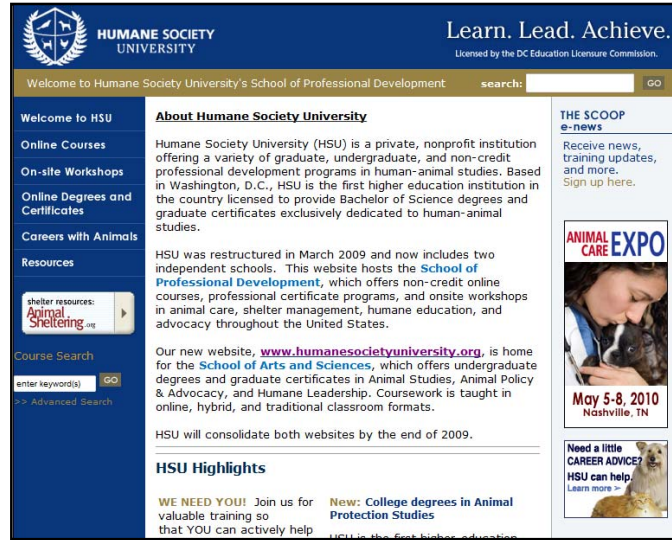 HUMANE SOCIETY
UNIVERSITY
Learn. Lead. Achieve.
Licensed by the DC Education Licensure Commission.
Welcome to Humane Society University's School of Professional Development
search:
GO
Welcome to HSU
Online Courses
On-site Workshops
Online Degrees and
Certificates
Careers with Animals
Resources
shelter resources:
Animal
Sheltering.org
Course Search
enter keyword(s)
GO
>> Advanced Search
About Humane Society University
Humane Society University (HSU) is a private, nonprofit institution
offering a variety of graduate, undergraduate, and non-credit
professional development programs in human-animal studies. Based
in Washington, D.C., HSU is the first higher education institution in
the country licensed to provide Bachelor of Science degrees and
graduate certificates exclusively dedicated to human-animal
studies.
HSU was restructured in March 2009 and now includes two
independent schools. This website hosts the School of
Professional Development, which offers non-credit online
courses, professional certificate programs, and onsite workshops
in animal care, shelter management, humane education, and
advocacy throughout the United States.
Our new website, www.humanesocietyuniversity.org, is home
for the School of Arts and Sciences, which offers undergraduate
degrees and graduate certificates in Animal Studies, Animal Policy
& Advocacy, and Humane Leadership. Coursework is taught in
online, hybrid, and traditional classroom formats.
HSU will consolidate both websites by the end of 2009.
HSU Highlights
WE NEED YOU! Join us for
valuable training so
that YOU can actively help
New: College degrees in Animal
Protection Studies
HSU is the first higher education
THE SCOOP
e-news
Receive news,
training updates,
and more.
Sign up here.
ANIMAL
CARE EXPO
May 5-8, 2010
Nashville, TN
Need a little
CAREER ADVICE?
HSU can help.
Learn more >